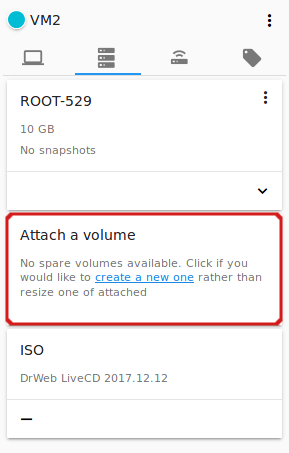 VM2
ROOT-529
10 GB
No snapshots
Attach a volume
No spare volumes available. Click if you
would like to create a new one rather than
resize one of attached
ISO
DrWeb LiveCD 2017.12.12